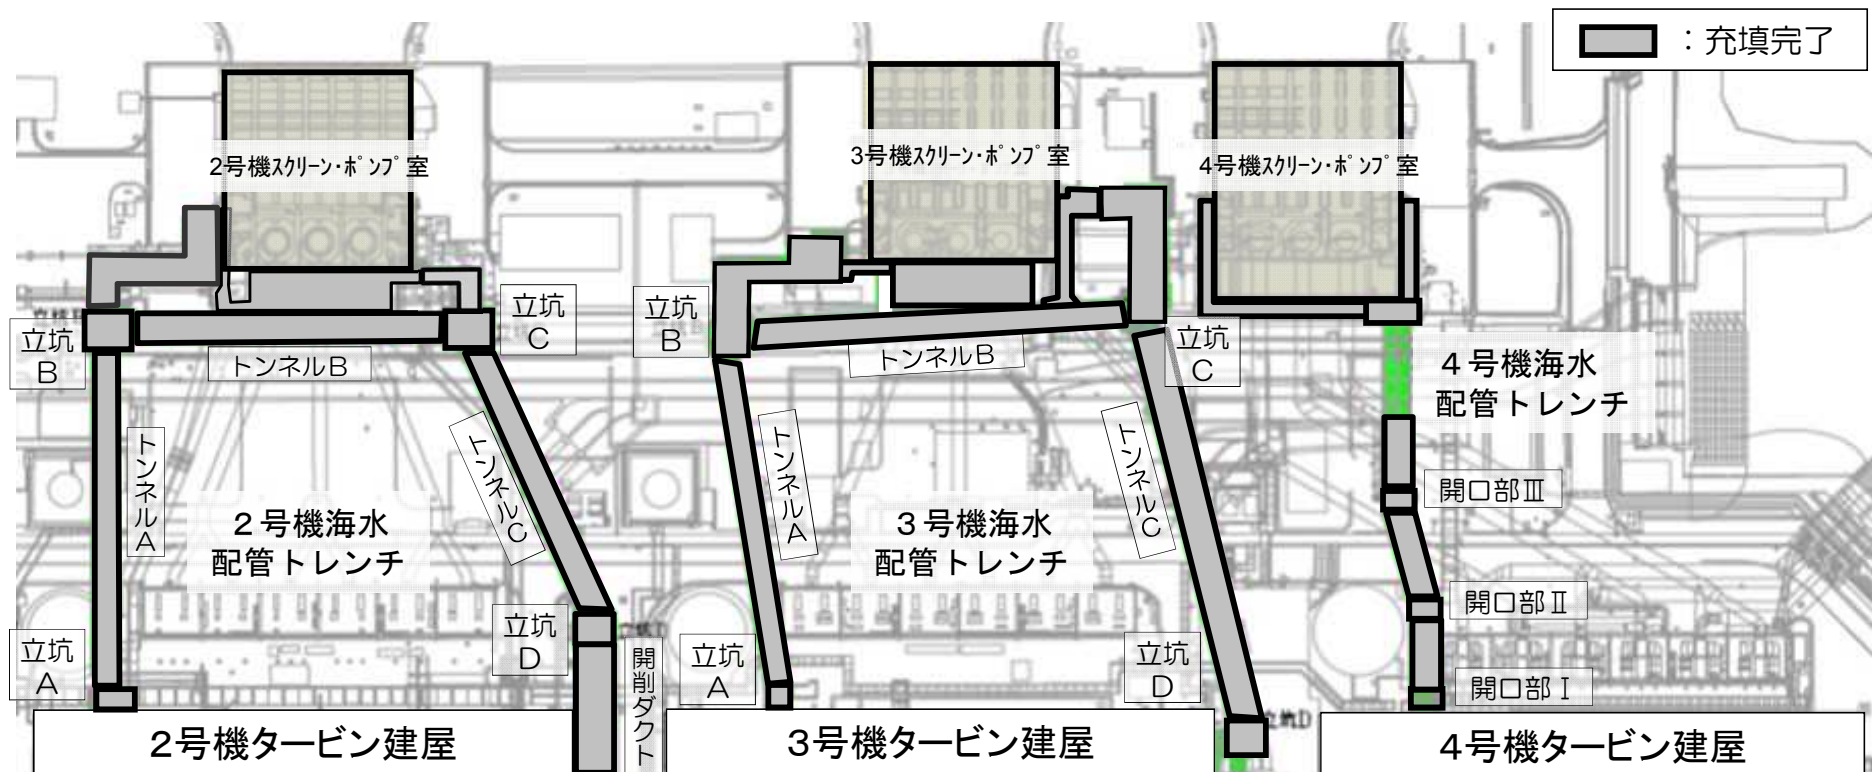 ：充填完了
2号機スクリーン・ポンプ室
3号機スクリーン・ポンプ室
4号機スクリーン・ポンプ室
立坑
B
トンネルB
立坑
C
立坑
B
トンネルB
立坑
C
４号機海水
配管トレンチ
トンネルA
トンネルC
トンネルA
トンネルC
開口部Ⅲ
２号機海水
配管トレンチ
３号機海水
配管トレンチ
開口部Ⅱ
立坑
A
立坑
D
開削ダクト
立坑
A
立坑
D
開口部Ⅰ
立坑D
2号機タービン建屋
3号機タービン建屋
4号機タービン建屋